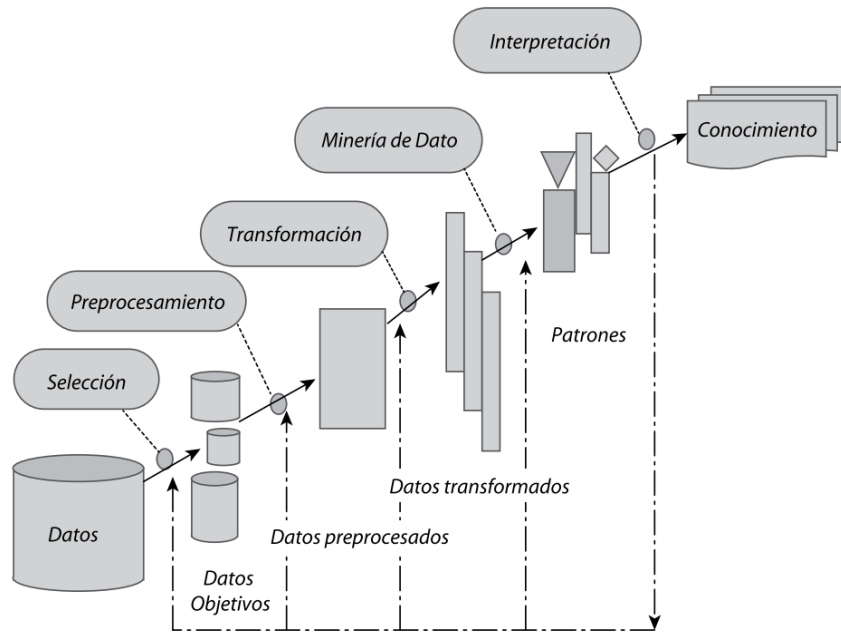 Interpretación
Conocimiento
Minería de Dato
Transformación
Preprocesamiento
Patrones
Selección
Datos transformados
Datos
Datos preprocesados
Datos
Objetivos